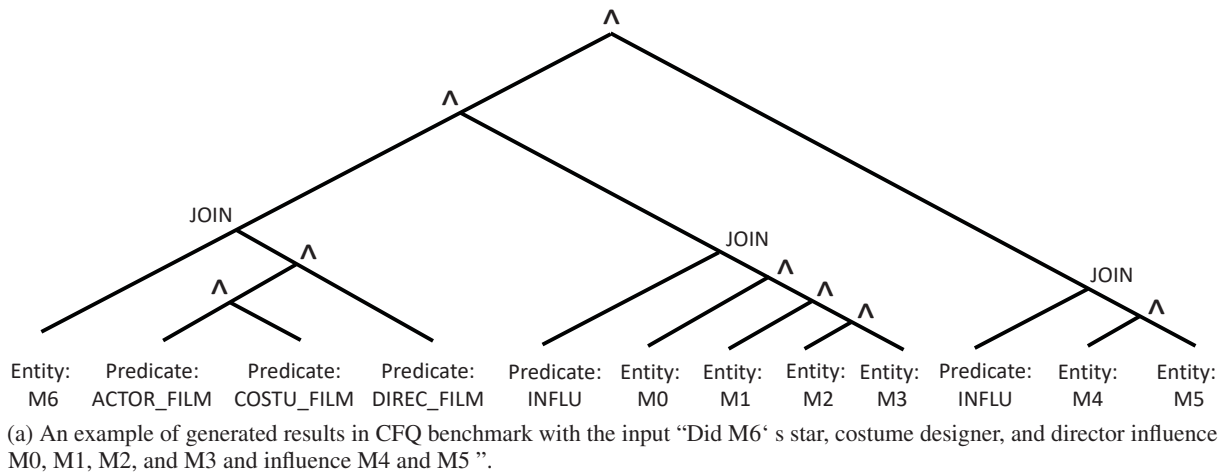 ∧
∧
JOIN
∧
∧
JOIN
∧
∧
∧
JOIN
∧
Entity: Predicate: Predicate: Predicate: Predicate: Entity: Entity: Entity: Entity: Predicate: Entity: Entity:
M6 ACTOR_FILM COSTU_FILM DIREC_FILM INFLU M0 M1 M2 M3 INFLU M4 M5
(a) An example of generated results in CFQ benchmark with the input “Did M6‘ s star, costume designer, and director influence
M0, M1, M2, and M3 and influence M4 and M5 ”.